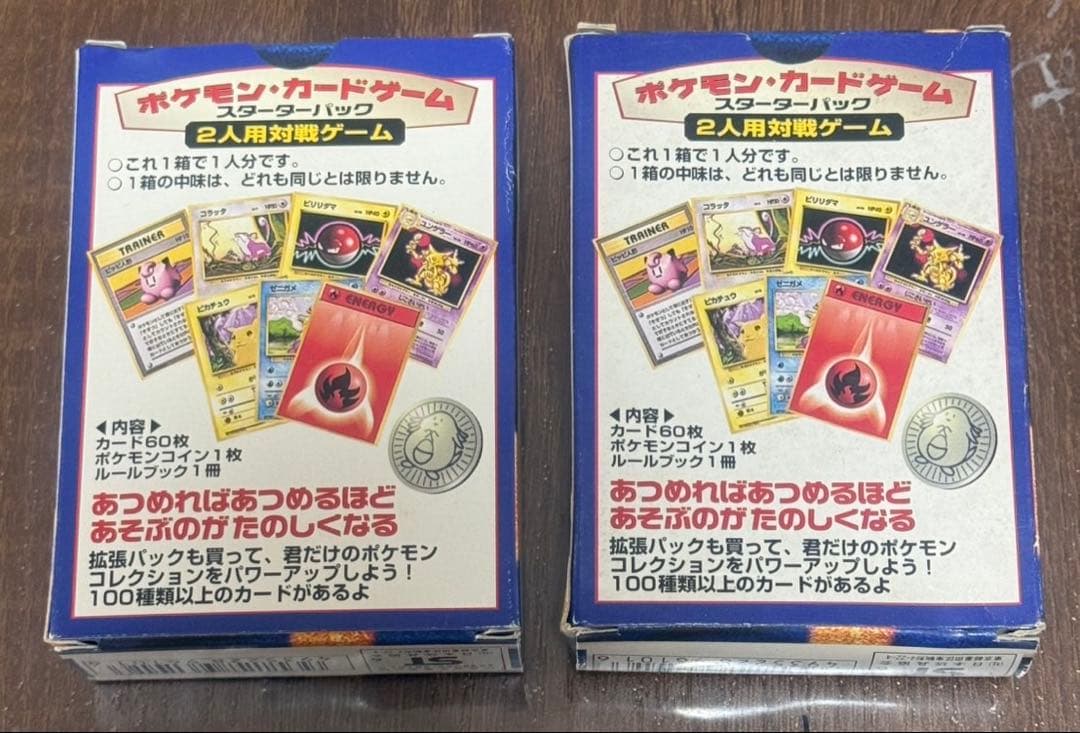 ポケモン・カードゲーム
スターターパック
2人用対戦ゲーム
○これ1箱で1人分です。
○1箱の中味は、どれも同じとは限りません。
TRAINER
ピッピ人形
HP10
コラッタ
ビリリダマ
HP40
ユンゲラー
ピカチュウ
ゼニガメ
ENERGY
◀内容▶
カード60枚
ポケモンコイン1枚
ルールブック1冊
あつめればあつめるほど
あそぶのがたのしくなる
拡張パックも買って、君だけのポケモン
コレクションをパワーアップしよう!
100種類以上のカードがあるよ
ST
ポケモン・カードゲーム
スターターパック
2人用対戦ゲーム
○これ1箱で1人分です。
○1箱の中味は、どれも同じとは限りません。
TRAINER
ピッピ人形
HP10
コラッタ
ビリリダマ
HP40
ユンゲラー
ピカチュウ
ゼニガメ
ENERGY
◀内容▶
カード60枚
ポケモンコイン1枚
ルールブック1冊
あつめればあつめるほど
あそぶのがたのしくなる
拡張パックも買って、君だけのポケモン
コレクションをパワーアップしよう!
100種類以上のカードがあるよ